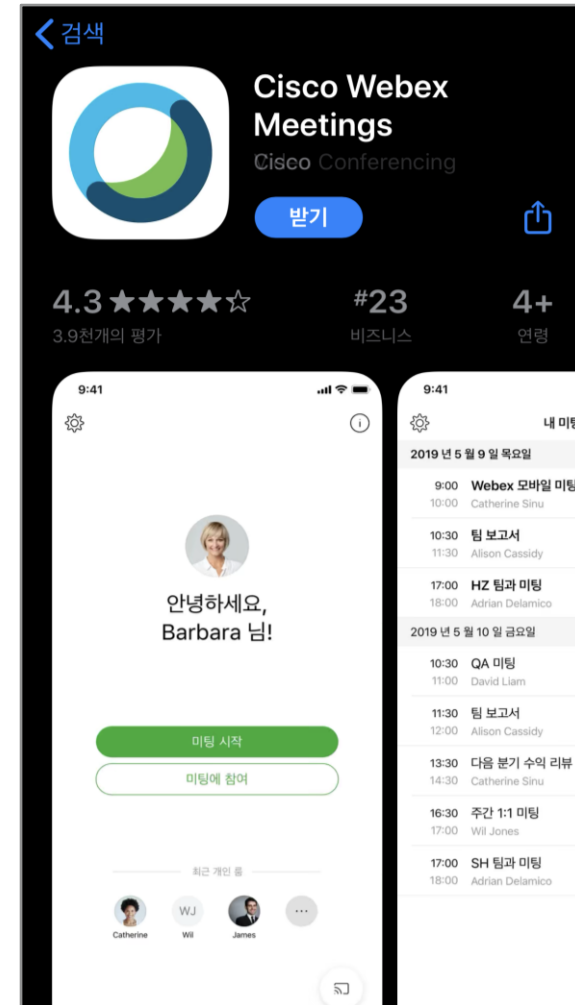 검색
Cisco Webex
Meetings
Cisco Conferencing
받기
4.3 ★★★★☆
#23
4+
3.9천개의 평가
비즈니스
연령
9:41
안녕하세요,
Barbara 님!
미팅 시작
미팅에 참여
최근 개인 룸
WJ
...
Catherine
Wil
James
9:41
내 미팅
2019 년 5 월 9 일 목요일
9:00 Webex 모바일 미팅
10:00 Catherine Sinu
10:30 팀 보고서
11:30 Alison Cassidy
17:00 HZ 팀과 미팅
18:00 Adrian Delamico
2019 년 5 월 10 일 금요일
10:30 QA 미팅
11:00 David Liam
11:30 팀 보고서
12:00 Alison Cassidy
13:30 다음 분기 수익 리뷰
14:30 Catherine Sinu
16:30 주간 1:1 미팅
17:00 Wil Jones
17:00 SH 팀과 미팅
18:00 Adrian Delamico